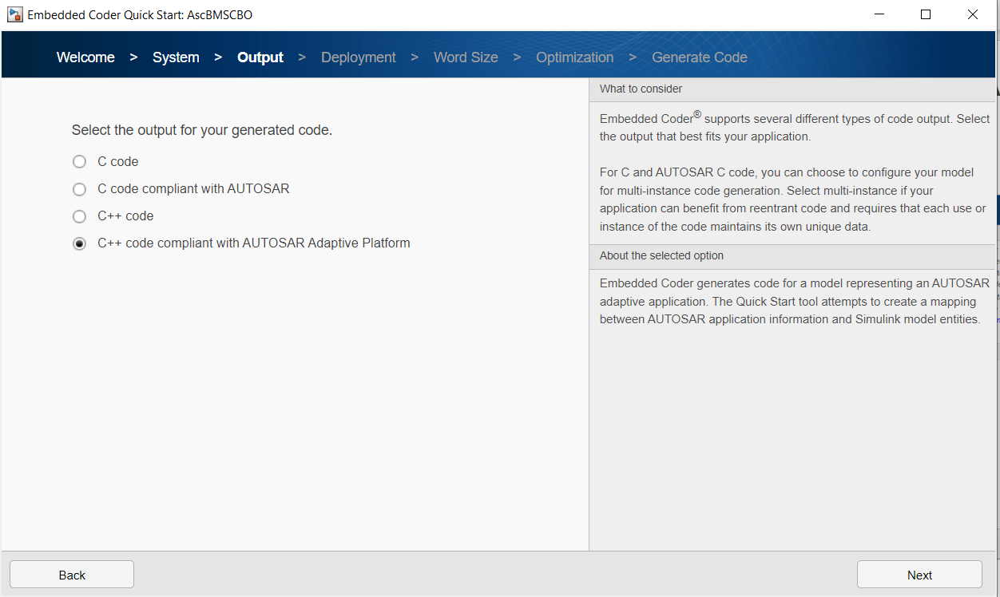 Embedded Coder Quick Start: AscBMSCBO
Welcome > System > Output > Deployment > Word Size > Optimization > Generate Code
Select the output for your generated code.
C code
C code compliant with AUTOSAR
C++ code
C++ code compliant with AUTOSAR Adaptive Platform
What to consider
Embedded Coder® supports several different types of code output. Select
the output that best fits your application.
For C and AUTOSAR C code, you can choose to configure your model
for multi-instance code generation. Select multi-instance if your
application can benefit from reentrant code and requires that each use or
instance of the code maintains its own unique data.
About the selected option
Embedded Coder generates code for a model representing an AUTOSAR
adaptive application. The Quick Start tool attempts to create a mapping
between AUTOSAR application information and Simulink model entities.
Back
Next